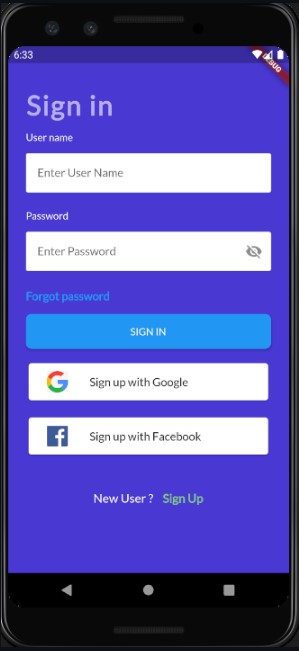 6:33
DEBUG
Sign in
User name
Enter User Name
Password
Enter Password
Forgot password
SIGN IN
G Sign up with Google
f Sign up with Facebook
New User ? Sign Up